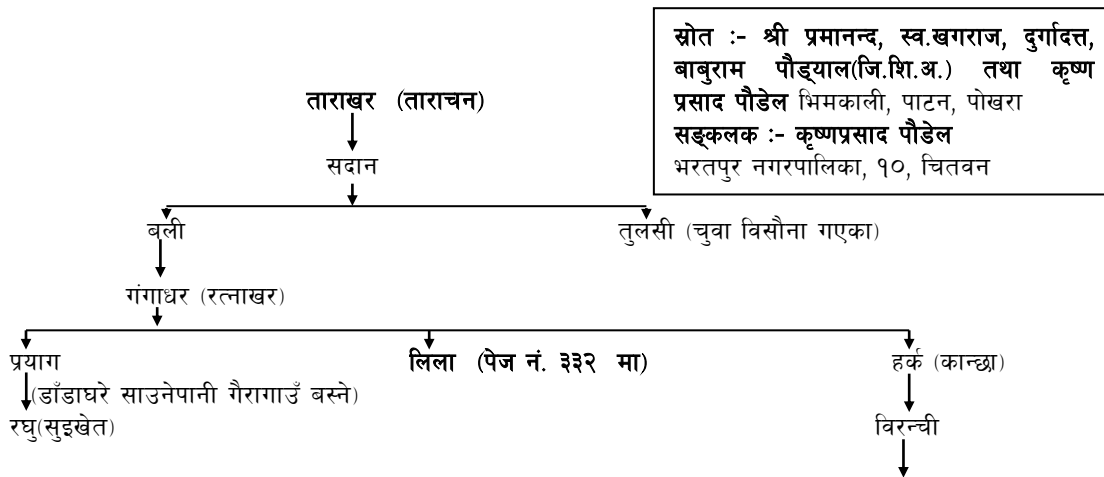 स्रोत :- श्री प्रमानन्द, स्व.खगराज, दुर्गादत्त,
बाबुराम पौड्याल(जि.शि.अ.) तथा कृष्ण
प्रसाद पौडेल भिमकाली, पाटन, पोखरा
सङ्कलक :- कृष्णप्रसाद पौडेल
भरतपुर नगरपालिका, १०, चितवन
ताराखर (ताराचन)
सदान
बली
तुलसी (चुवा विसौना गएका)
गंगाधर (रत्नाखर)
प्रयाग
लिला (पेज नं. ३३२ मा)
हर्क (कान्छा)
(डाँडाघरे साउनेपानी गैरागाउँ बस्ने)
रघु(सुइखेत)
विरन्ची